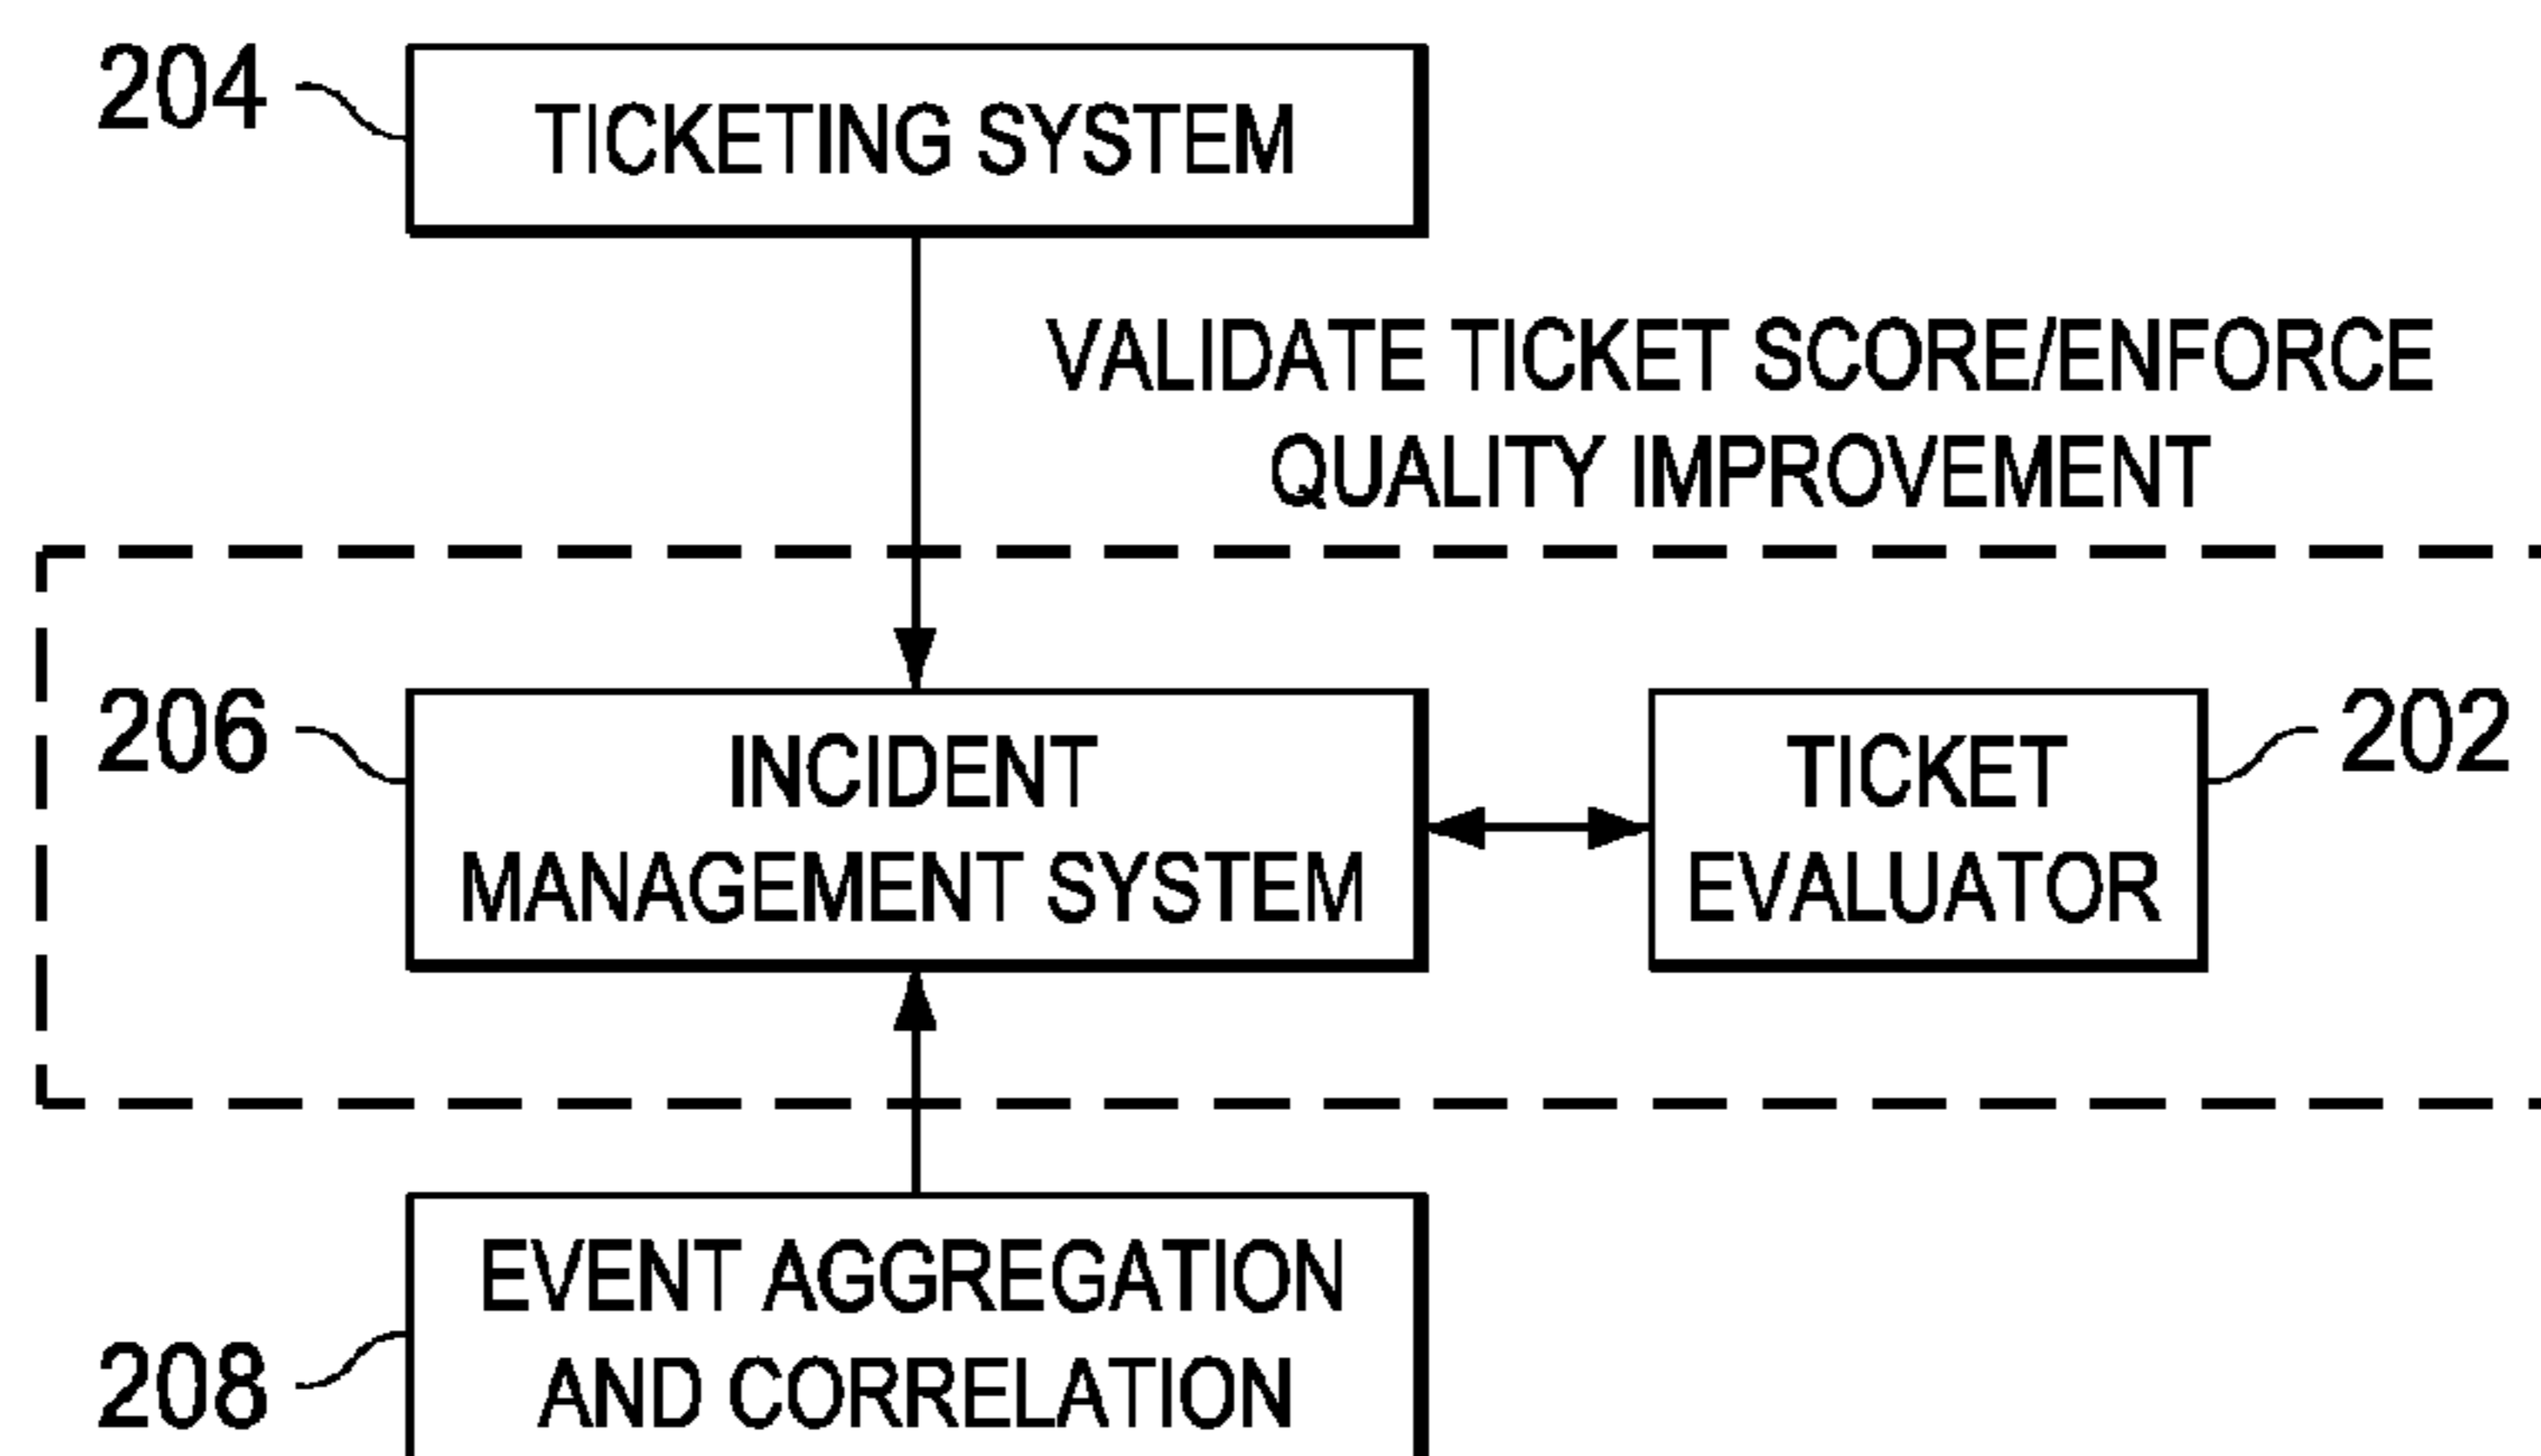 204
TICKETING SYSTEM
VALIDATE TICKET SCORE/ENFORCE
QUALITY IMPROVEMENT
206
INCIDENT
MANAGEMENT SYSTEM
TICKET
EVALUATOR
202
EVENT AGGREGATION
AND CORRELATION
208